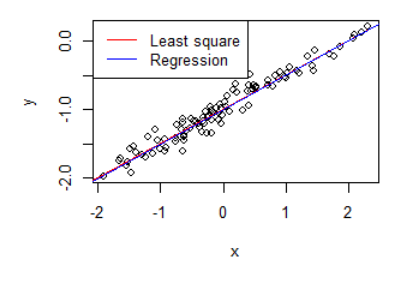 Least square
Regression
0.0
-1.0
-2.0
y
-2 -1 0 1 2
x